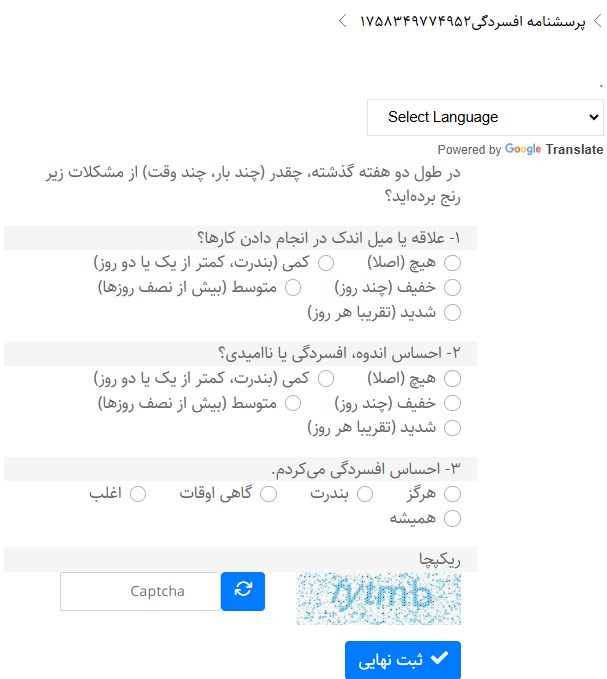 پرسشنامه افسردگی۱۷۵۸۳۴۹۷۷۴۹۵۲
.
Select Language
Powered by Google Translate
در طول دو هفته گذشته، چقدر (چند بار، چند وقت) از مشکلات زیر
رنج برده‌اید؟
۱- علاقه یا میل اندک در انجام دادن کارها؟
هیچ (اصلا) کمی (بندرت، کمتر از یک یا دو روز)
خفیف (چند روز) متوسط (بیش از نصف روزها)
شدید (تقریبا هر روز)
۲- احساس اندوه، افسردگی یا ناامیدی؟
هیچ (اصلا) کمی (بندرت، کمتر از یک یا دو روز)
خفیف (چند روز) متوسط (بیش از نصف روزها)
شدید (تقریبا هر روز)
۳- احساس افسردگی می‌کردم.
هرگز بندرت گاهی اوقات اغلب
همیشه
ریکپچا
fytmb Captcha
ثبت نهایی